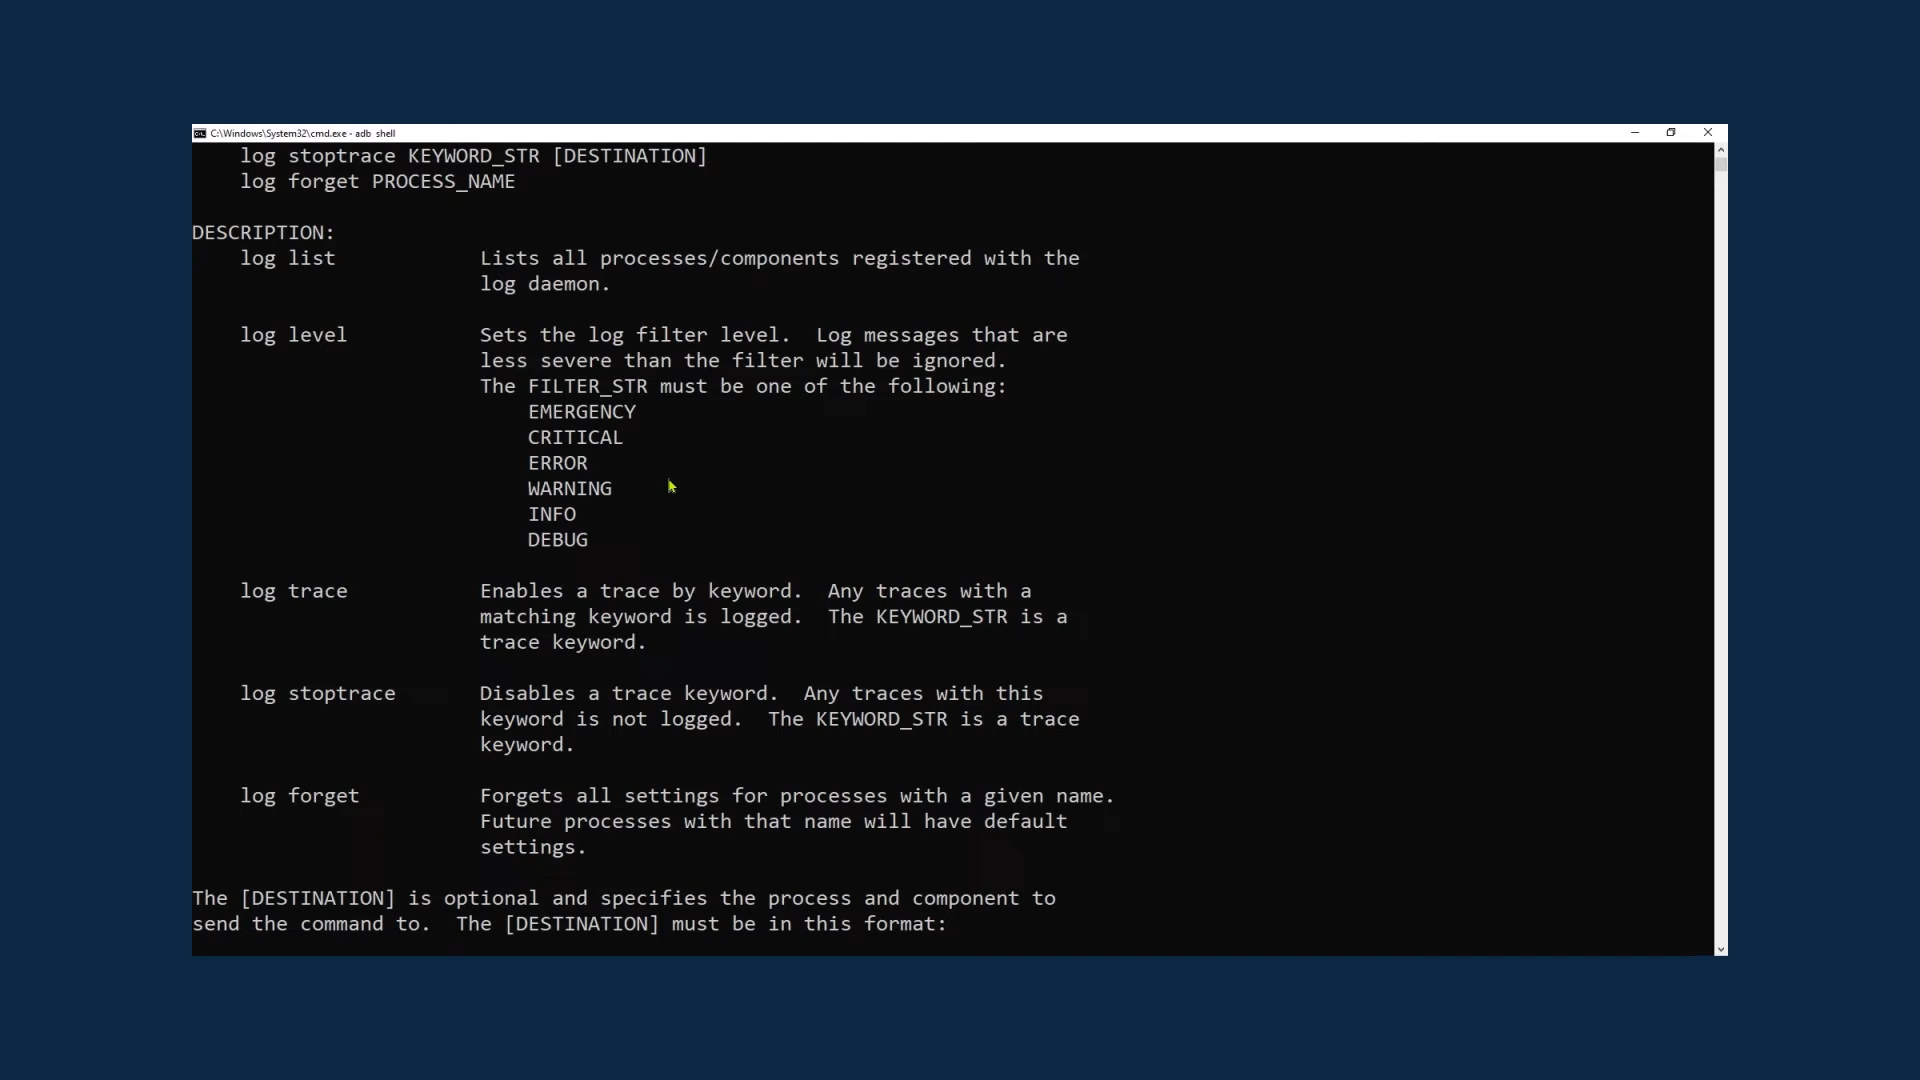 C:\Windows\System32\cmd.exe - adb shell
log stoptrace KEYWORD_STR [DESTINATION]
log forget PROCESS_NAME
DESCRIPTION:
log list Lists all processes/components registered with the
log daemon.
log level Sets the log filter level. Log messages that are
less severe than the filter will be ignored.
The FILTER_STR must be one of the following:
EMERGENCY
CRITICAL
ERROR
WARNING
INFO
DEBUG
log trace Enables a trace by keyword. Any traces with a
matching keyword is logged. The KEYWORD_STR is a
trace keyword.
log stoptrace Disables a trace keyword. Any traces with this
keyword is not logged. The KEYWORD_STR is a trace
keyword.
log forget Forgets all settings for processes with a given name.
Future processes with that name will have default
settings.
The [DESTINATION] is optional and specifies the process and component to
send the command to. The [DESTINATION] must be in this format: